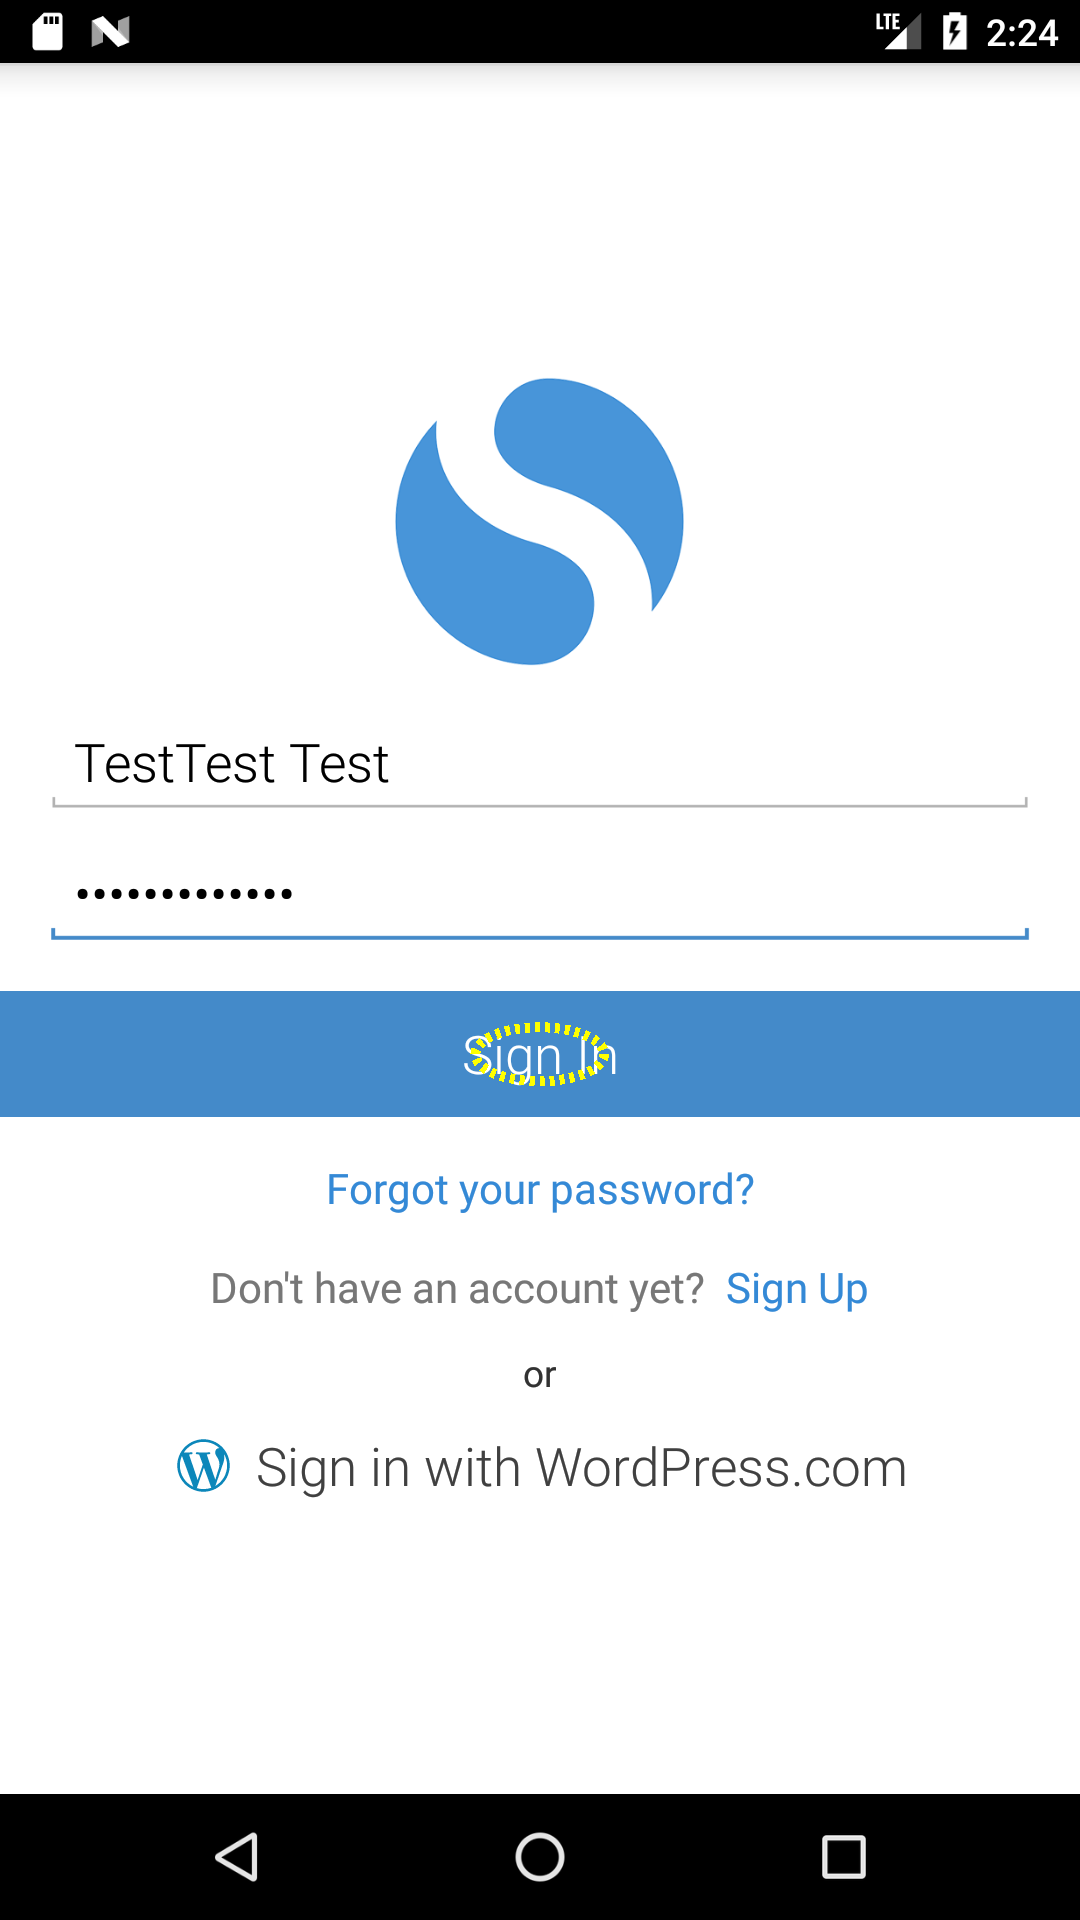 LTE 2:24
TestTest Test
•••••••••••••
Sign In
Forgot your password?
Don't have an account yet? Sign Up
or
Sign in with WordPress.com